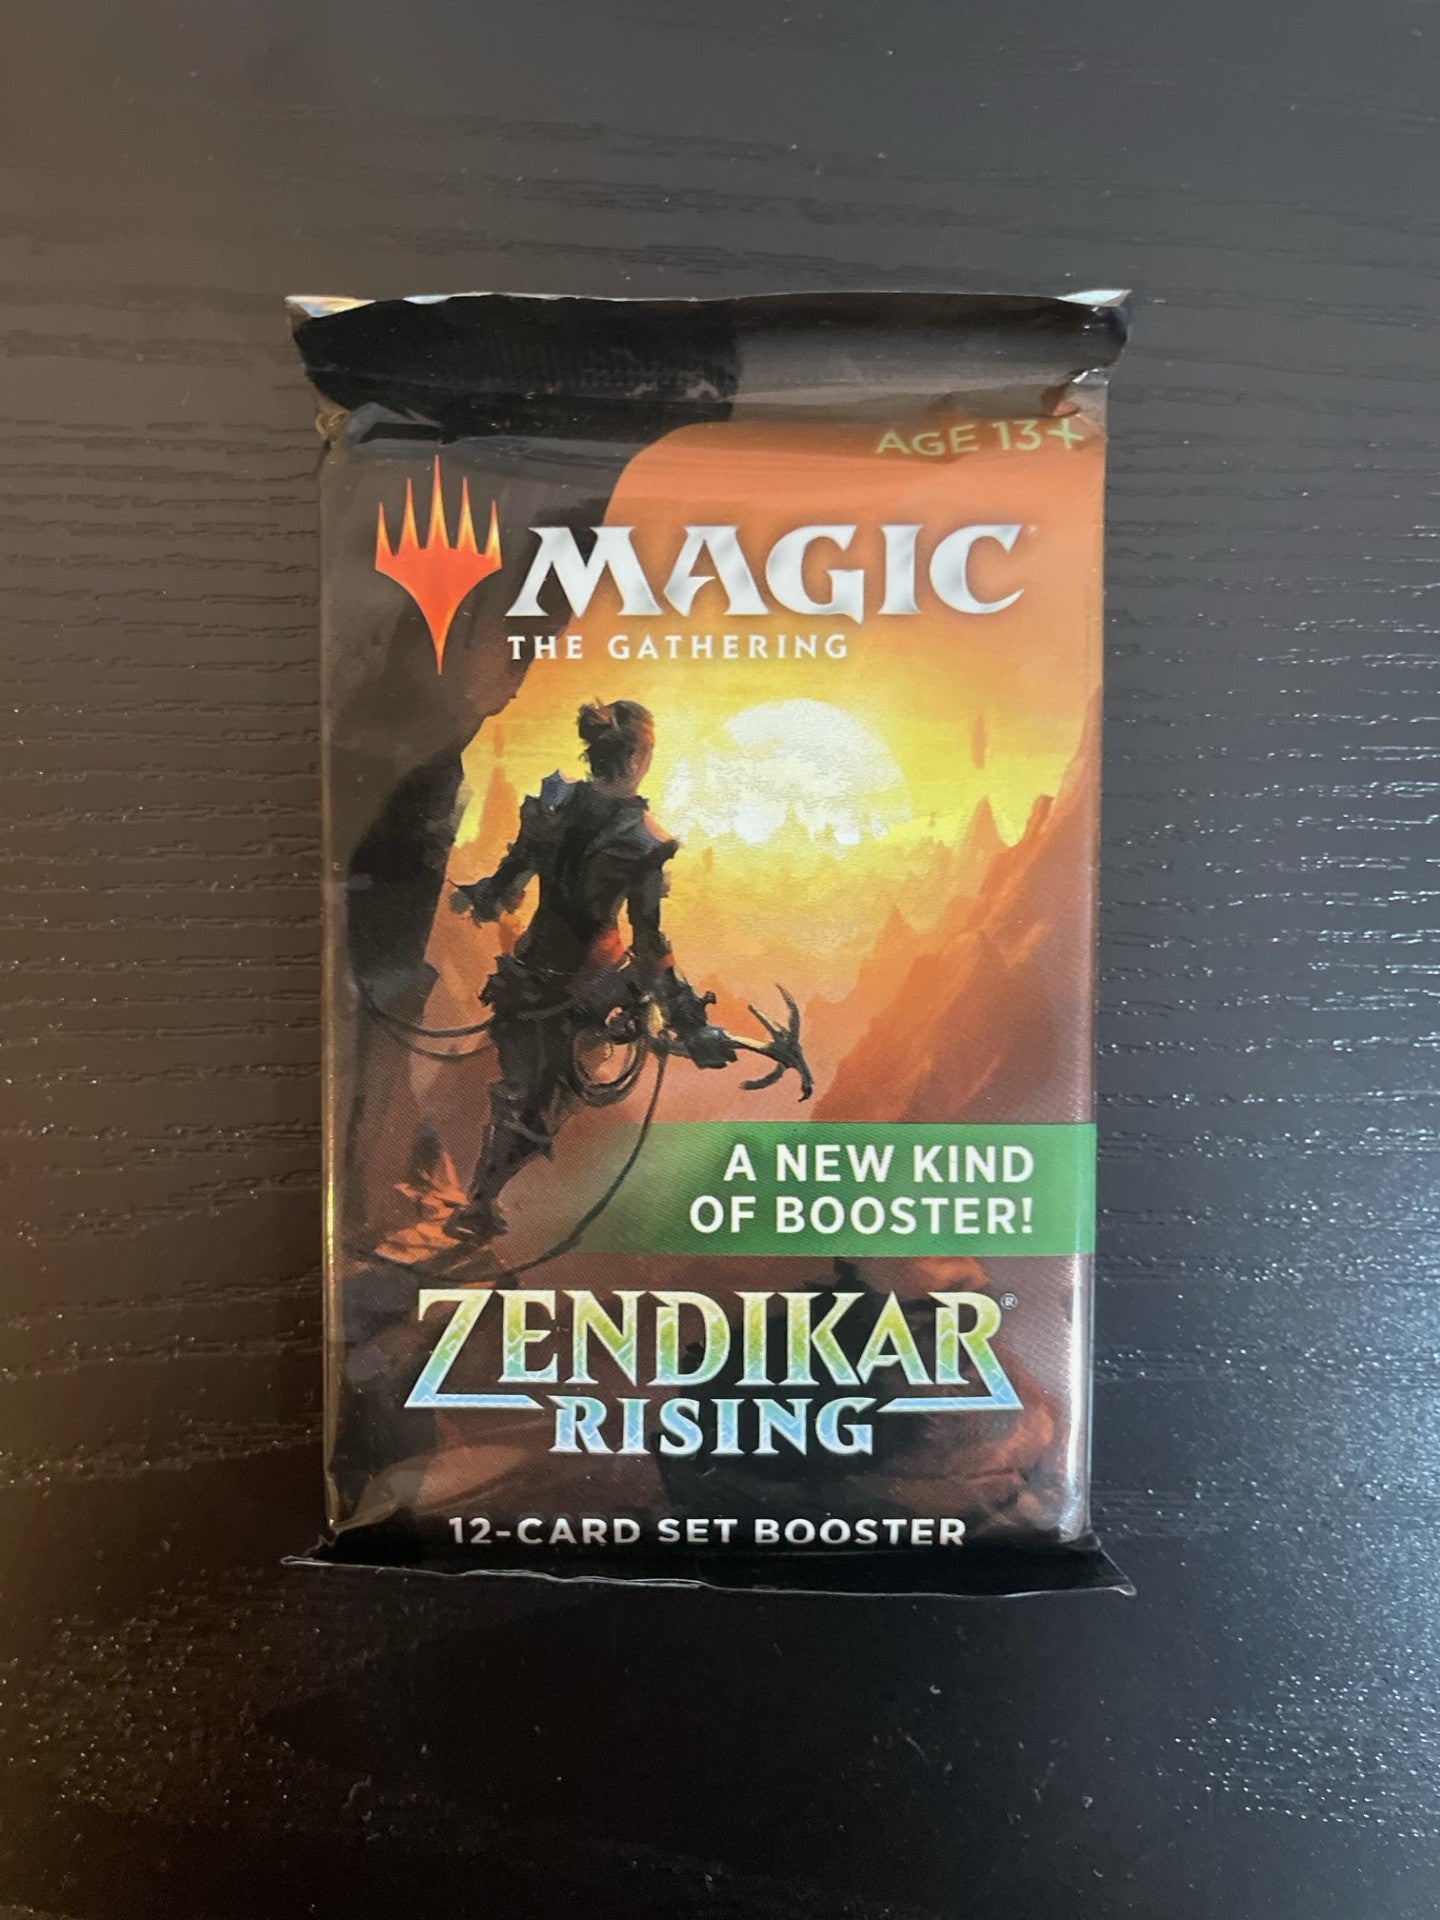 AGE 13+
MAGIC®
THE GATHERING
A NEW KIND
OF BOOSTER!
ZENDIKAR®
RISING
12-CARD SET BOOSTER